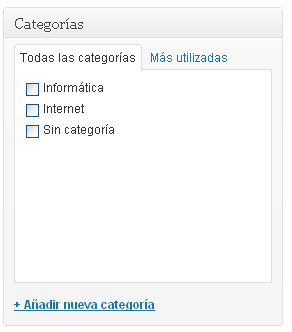 Categorías
Todas las categorías Más utilizadas
Informática
Internet
Sin categoría
+ Añadir nueva categoría